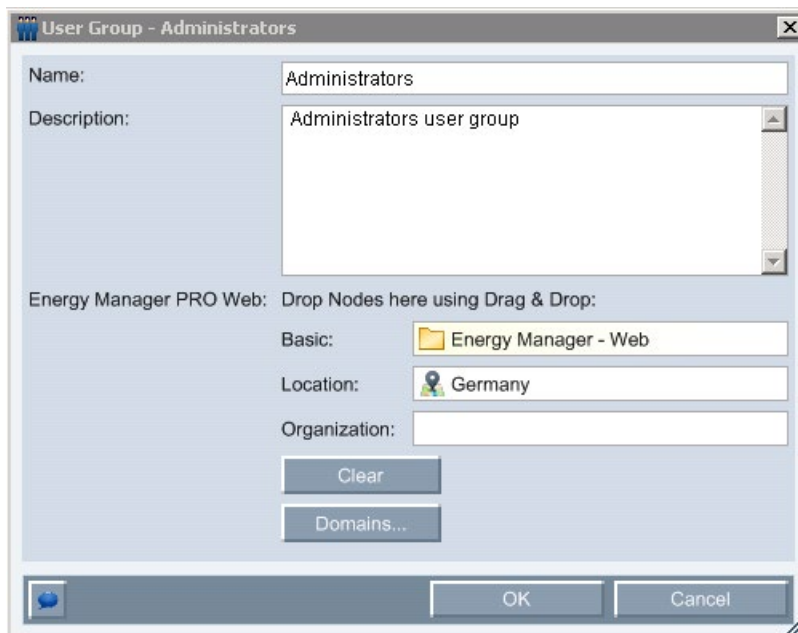 User Group - Administrators
Name: Administrators
Description: Administrators user group
Energy Manager PRO Web: Drop Nodes here using Drag & Drop:
Basic: Energy Manager - Web
Location: Germany
Organization:
Clear
Domains...
OK Cancel